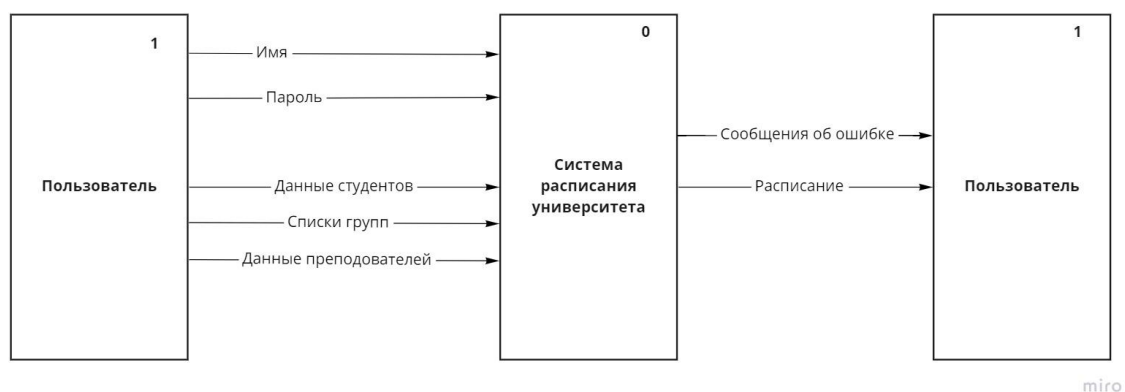 1
Имя
Пароль
Пользователь
Данные студентов
Списки групп
Данные преподователей
0
Система
расписания
университета
Сообщения об ошибке
Расписание
1
Пользователь
miro